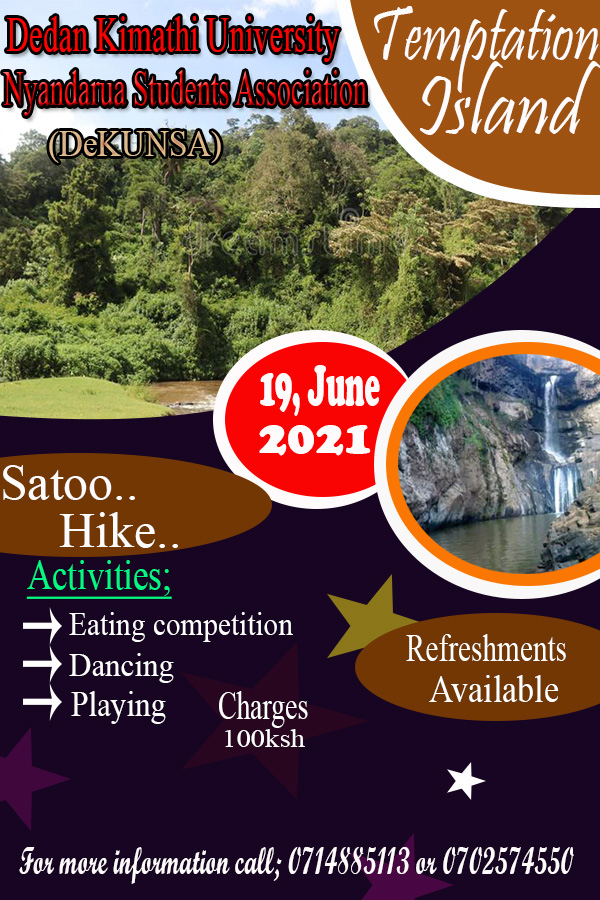 Dedan Kimathi University
Nyandarua Students Association
(DeKUNSA)
Temptation
Island
dreamstime
19, June
2021
Satoo..
Hike..
Activities;
Eating competition
Dancing
Playing
Charges
100ksh
Refreshments
Available
For more information call; 0714885113 or 0702574550